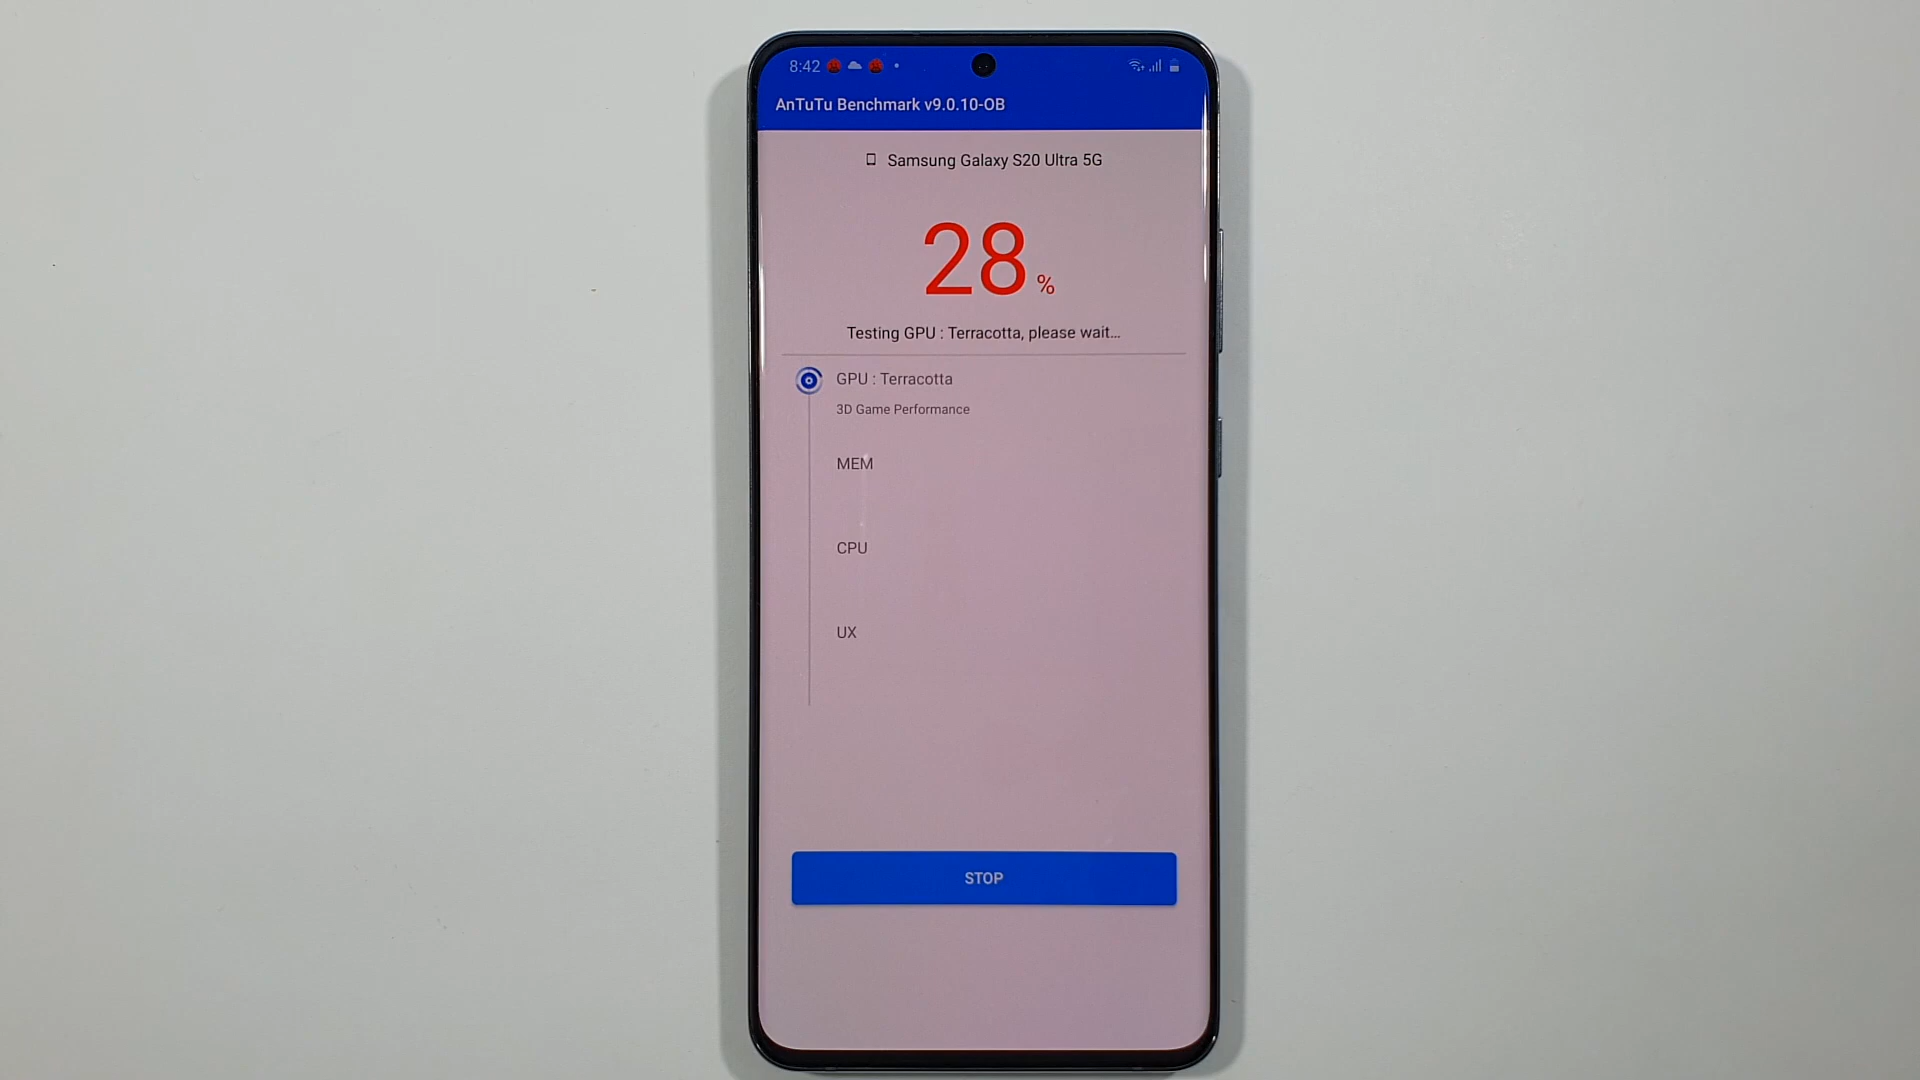 8:42
AnTuTu Benchmark v9.0.10-OB
Samsung Galaxy S20 Ultra 5G
28 %
Testing GPU : Terracotta, please wait...
GPU : Terracotta
3D Game Performance
MEM
CPU
UX
STOP